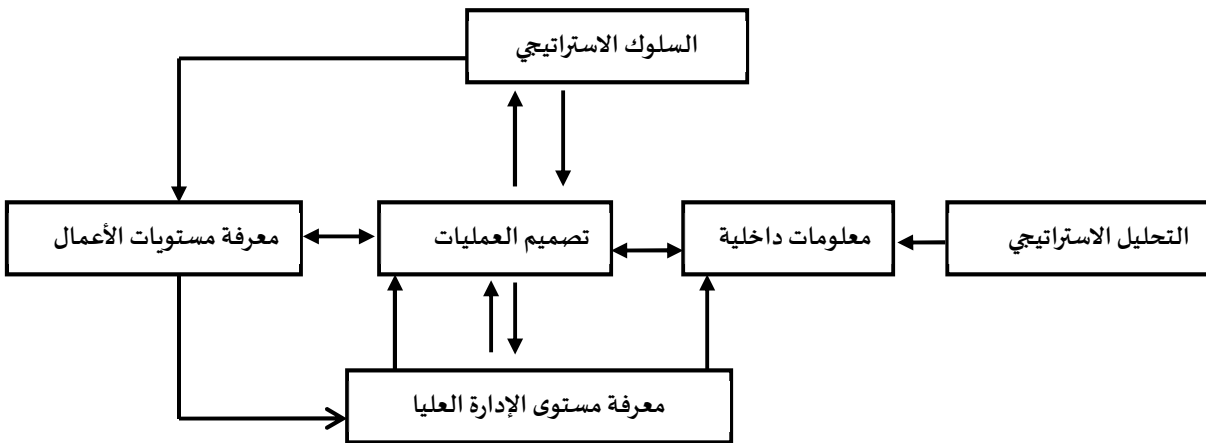 السلوك الاستراتيجي
التحليل الاستراتيجي
معلومات داخلية
تصميم العمليات
معرفة مستويات الأعمال
معرفة مستوى الإدارة العليا